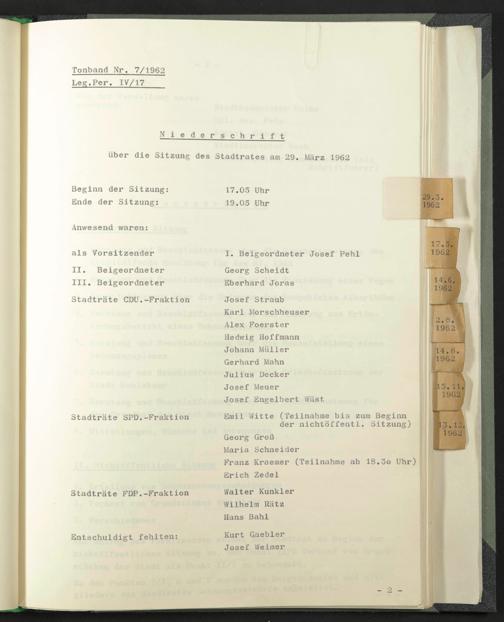 Tonband Nr. 7/1962
Leg.Per. IV/17
Niederschrift
über die Sitzung des Stadtrates am 29. März 1962
Beginn der Sitzung: 17.05 Uhr
Ende der Sitzung: 19.05 Uhr
Anwesend waren:
als Vorsitzender I. Beigeordneter Josef Pehl
II. Beigeordneter Georg Scheidt
III. Beigeordneter Eberhard Joras
Stadträte CDU.-Fraktion Josef Straub
Karl Morschheuser
Alex Foerster
Hedwig Hoffmann
Johann Müller
Gerhard Mahn
Julius Decker
Josef Meuer
Josef Engelbert Wüst
Stadträte SPD.-Fraktion Emil Witte (Teilnahme bis zum Beginn
der nichtöffentl. Sitzung)
Georg Groß
Maria Schneider
Franz Kroemer (Teilnahme ab 18.3o Uhr)
Erich Zedel
Stadträte FDP.-Fraktion Walter Kunkler
Wilhelm Rätz
Hans Bahl
Entschuldigt fehlten: Kurt Gaebler
Josef Weimer
- 2 -
29.3.
1962
17.5.
1962
14.6.
1962
2.8.
1962
14.8.
1962
15.11.
1962
13.12.
1962